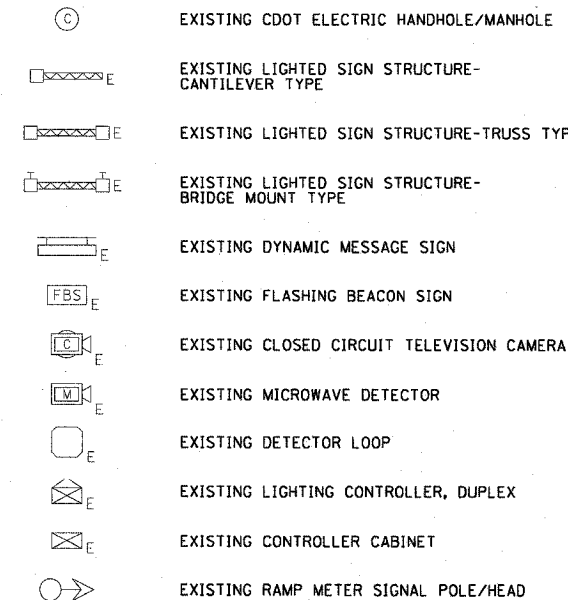 C EXISTING CDOT ELECTRIC HANDHOLE/MANHOLE
E EXISTING LIGHTED SIGN STRUCTURE-
CANTILEVER TYPE
E EXISTING LIGHTED SIGN STRUCTURE-TRUSS TYP
E EXISTING LIGHTED SIGN STRUCTURE-
BRIDGE MOUNT TYPE
E EXISTING DYNAMIC MESSAGE SIGN
FBS E EXISTING FLASHING BEACON SIGN
C E EXISTING CLOSED CIRCUIT TELEVISION CAMERA
M E EXISTING MICROWAVE DETECTOR
E EXISTING DETECTOR LOOP
E EXISTING LIGHTING CONTROLLER, DUPLEX
E EXISTING CONTROLLER CABINET
EXISTING RAMP METER SIGNAL POLE/HEAD